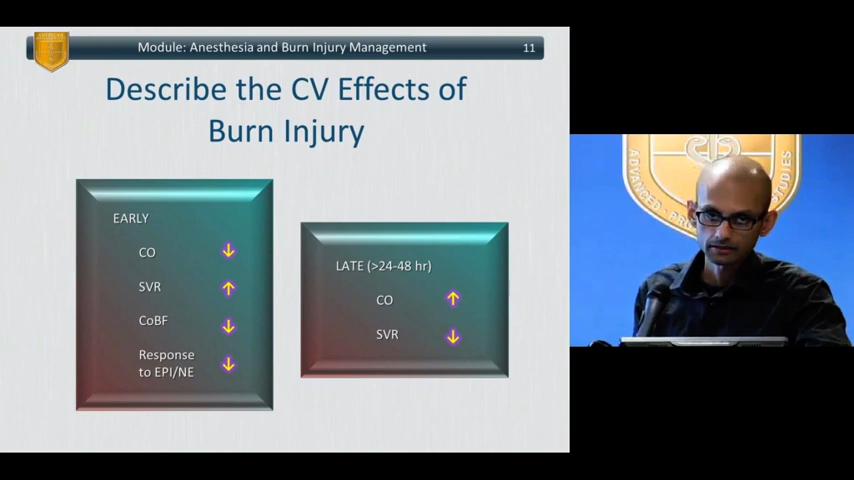 Module: Anesthesia and Burn Injury Management 11
Describe the CV Effects of
Burn Injury
EARLY
CO ↓
SVR ↑
CoBF ↓
Response
to EPI/NE ↓
LATE (>24-48 hr)
CO ↑
SVR ↓
ADVANCED
STUDIES